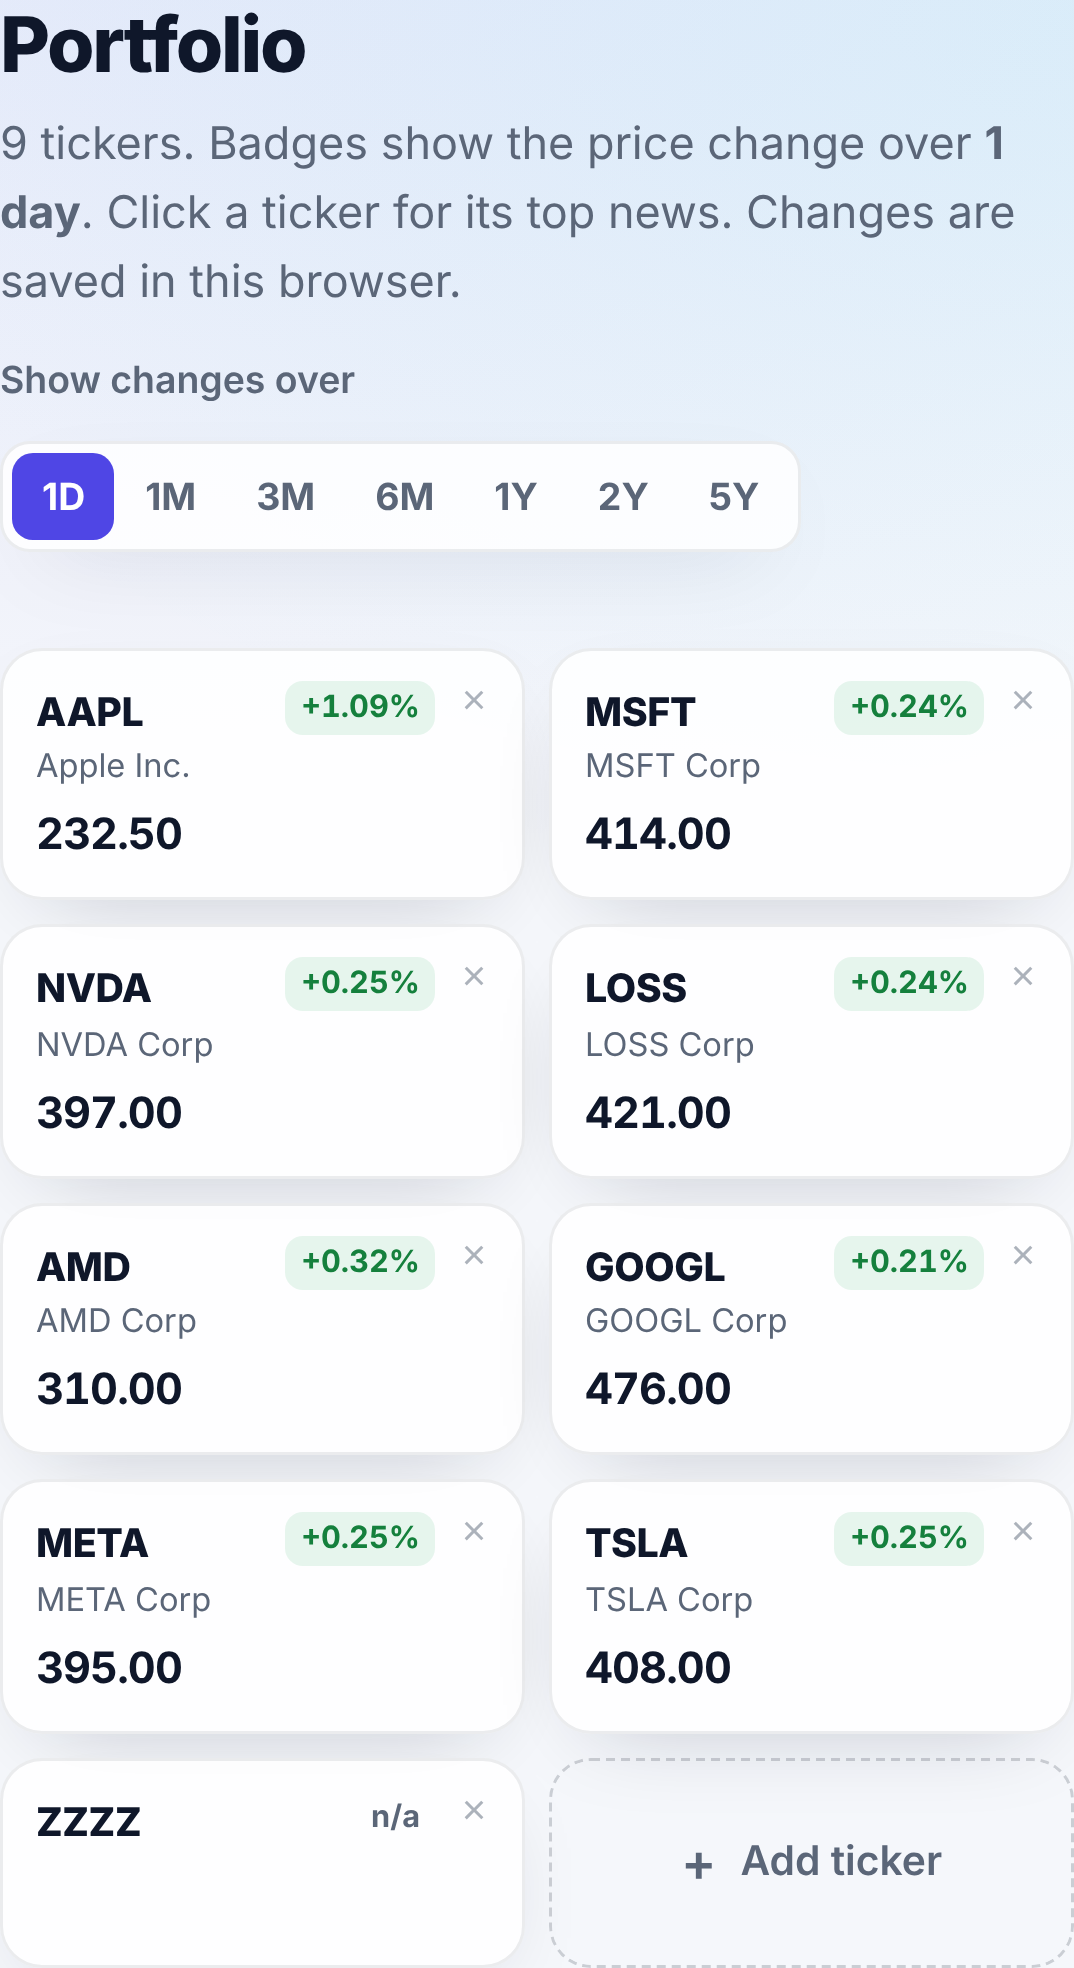 Portfolio
9 tickers. Badges show the price change over 1
day. Click a ticker for its top news. Changes are
saved in this browser.
Show changes over
1D 1M 3M 6M 1Y 2Y 5Y
AAPL +1.09% ×
Apple Inc.
232.50
MSFT +0.24% ×
MSFT Corp
414.00
NVDA +0.25% ×
NVDA Corp
397.00
LOSS +0.24% ×
LOSS Corp
421.00
AMD +0.32% ×
AMD Corp
310.00
GOOGL +0.21% ×
GOOGL Corp
476.00
META +0.25% ×
META Corp
395.00
TSLA +0.25% ×
TSLA Corp
408.00
ZZZZ n/a ×
+ Add ticker